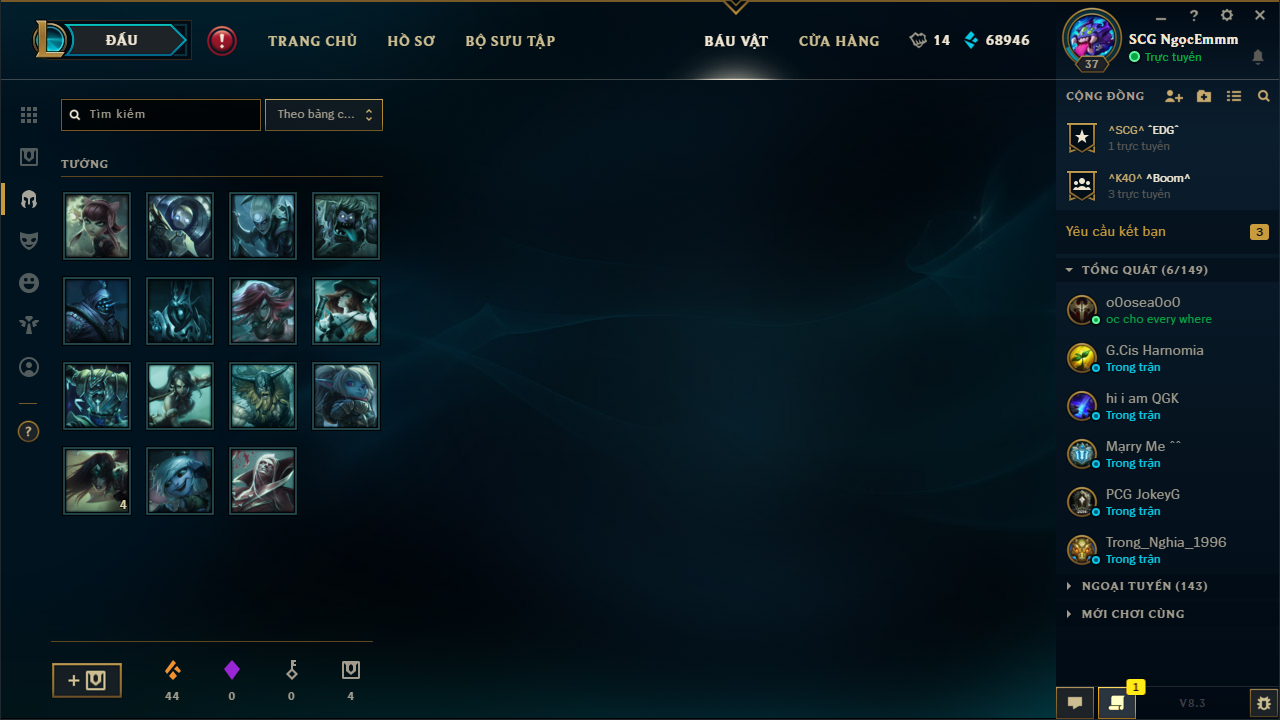 ĐẤU
TRANG CHỦ
HỒ SƠ
BỘ SƯU TẬP
BÁU VẬT
CỬA HÀNG
14
68946
37
SCG NgọcEmmm
Trực tuyến
Tìm kiếm
Theo bảng c...
TƯỚNG
4
44
0
0
4
CỘNG ĐỒNG
^SCG^ ˆEDGˆ
1 trực tuyến
^K40^ ^Boom^
3 trực tuyến
Yêu cầu kết bạn
3
TỔNG QUÁT (6/149)
o0osea0o0
oc cho every where
G.Cis Harnomia
Trong trận
hi i am QGK
Trong trận
Mạrry Me ˆˆ
Trong trận
PCG JokeyG
Trong trận
Trong_Nghia_1996
Trong trận
NGOẠI TUYẾN (143)
MỚI CHƠI CÙNG
1
V8.3